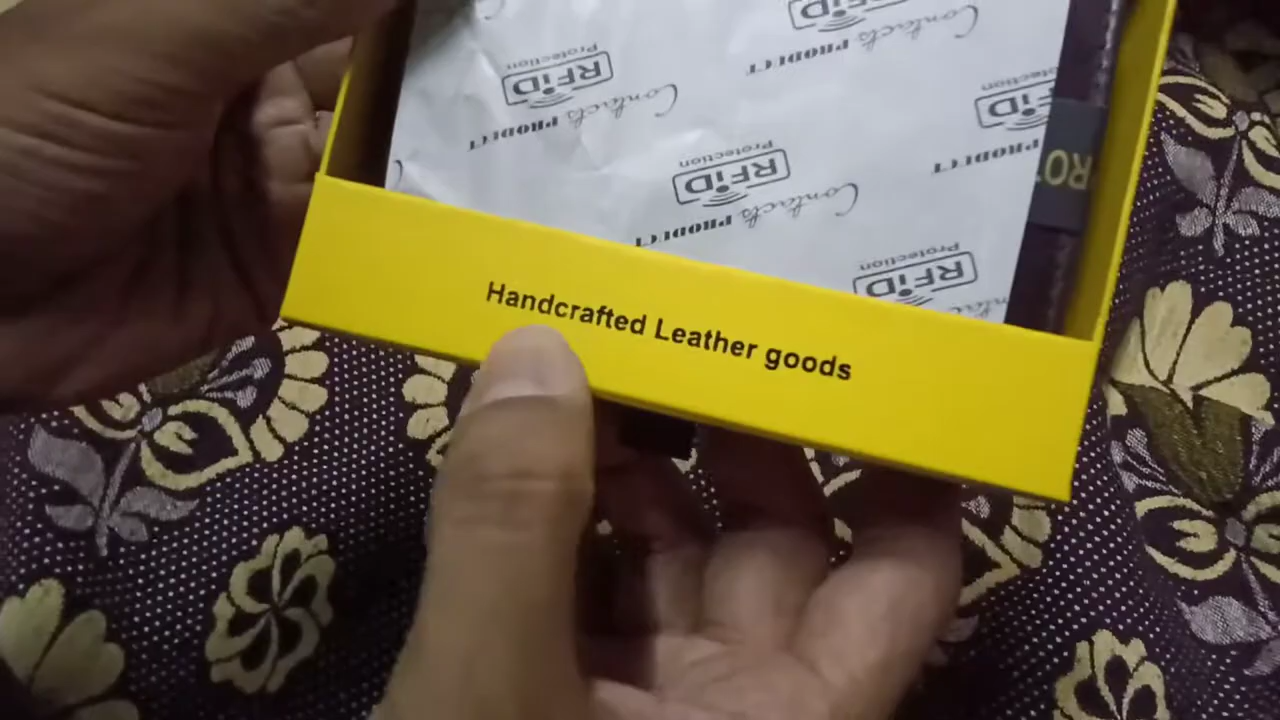 RFiD
Protection
Contacts PRODUCT
RFiD
Protection
Contacts PRODUCT
RFiD
Protection
Contacts PRODUCT
RFiD
Protection
PRODUCT
RFiD
Protection
Handcrafted Leather goods